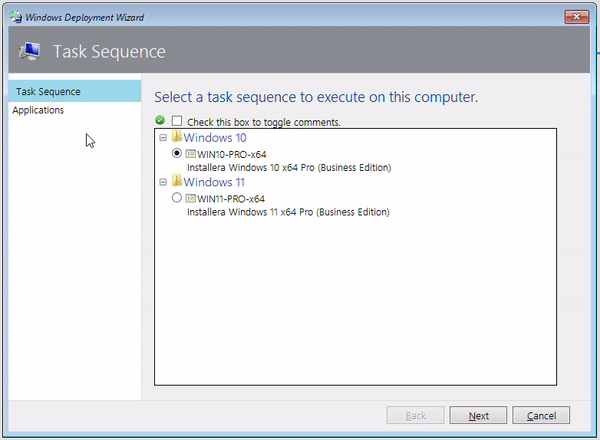 Windows Deployment Wizard
Task Sequence
Task Sequence
Applications
Select a task sequence to execute on this computer.
Check this box to toggle comments.
Windows 10
WIN10-PRO-x64
Installera Windows 10 x64 Pro (Business Edition)
Windows 11
WIN11-PRO-x64
Installera Windows 11 x64 Pro (Business Edition)
Back
Next
Cancel